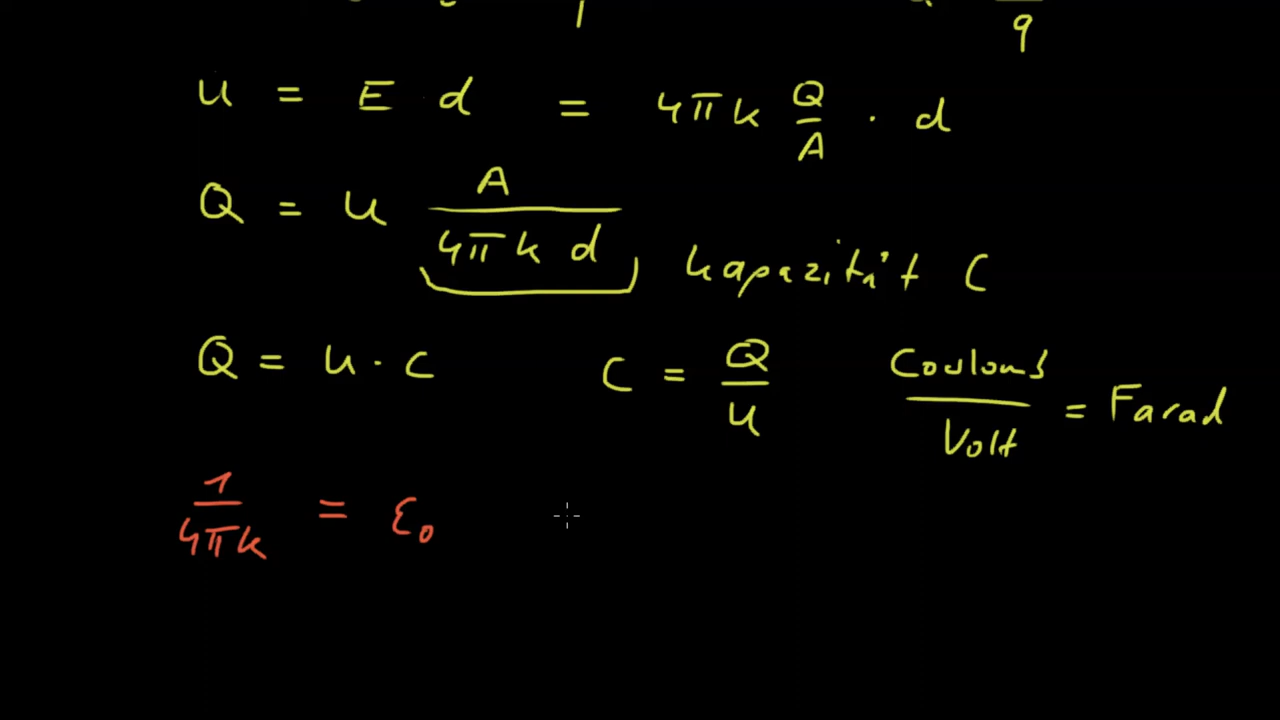 q
U = E d = 4πk Q/A · d
Q = U A/(4πk d) Kapazität C
Q = U · C C = Q/U Coulomb/Volt = Farad
1/(4πk) = ε₀